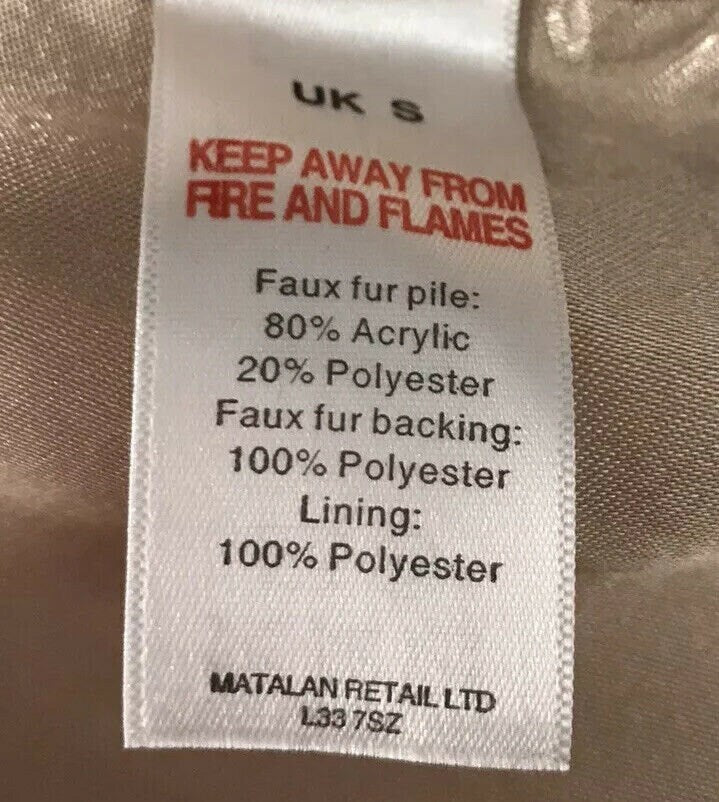 UK S
KEEP AWAY FROM
FIRE AND FLAMES
Faux fur pile:
80% Acrylic
20% Polyester
Faux fur backing:
100% Polyester
Lining:
100% Polyester
MATALAN RETAIL LTD
L33 7SZ